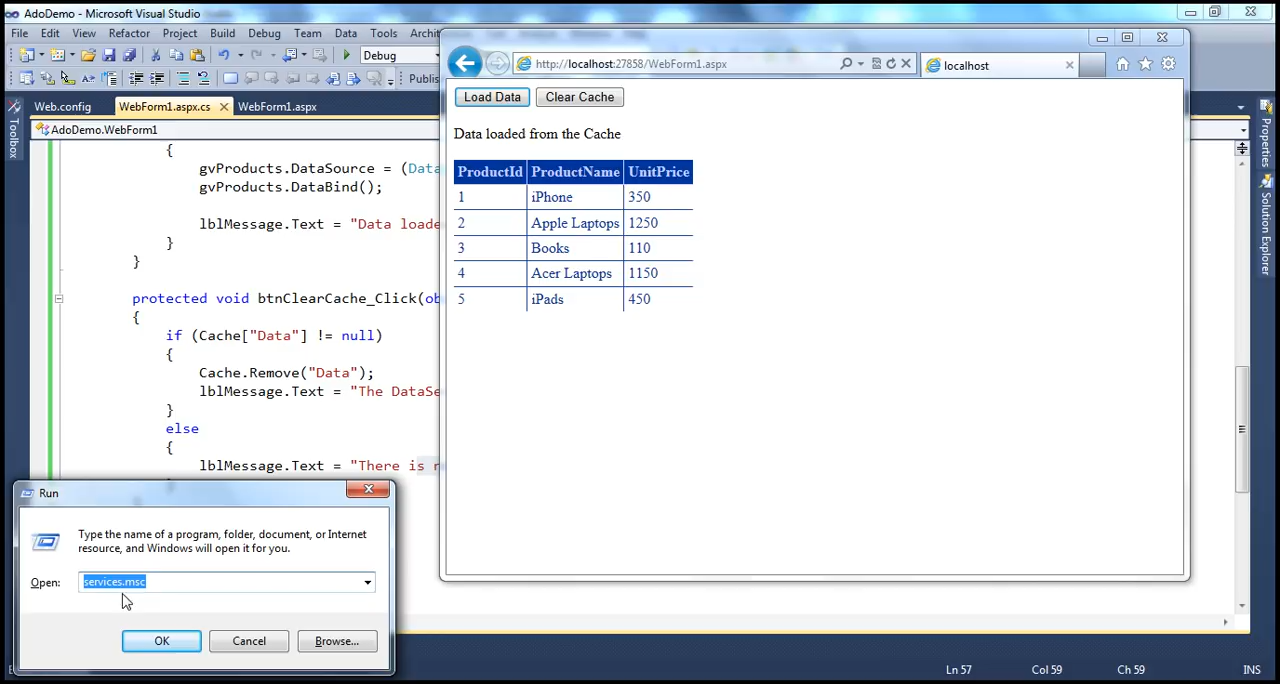 AdoDemo - Microsoft Visual Studio
File Edit View Refactor Project Build Debug Team Data Tools
Debug
Publis
Web.config WebForm1.aspx.cs WebForm1.aspx
AdoDemo.WebForm1
Toolbox
{
gvProducts.DataSource = (Data
gvProducts.DataBind();
lblMessage.Text = "Data loade
}
}
protected void btnClearCache_Click(ob
{
if (Cache["Data"] != null)
{
Cache.Remove("Data");
lblMessage.Text = "The DataSe
}
else
{
lblMessage.Text = "There is n
http://localhost:27858/WebForm1.aspx
localhost
Load Data Clear Cache
Data loaded from the Cache
ProductId ProductName UnitPrice
1 iPhone 350
2 Apple Laptops 1250
3 Books 110
4 Acer Laptops 1150
5 iPads 450
Properties
Solution Explorer
Run
Type the name of a program, folder, document, or Internet
resource, and Windows will open it for you.
Open: services.msc
OK Cancel Browse...
Ln 57 Col 59 Ch 59 INS